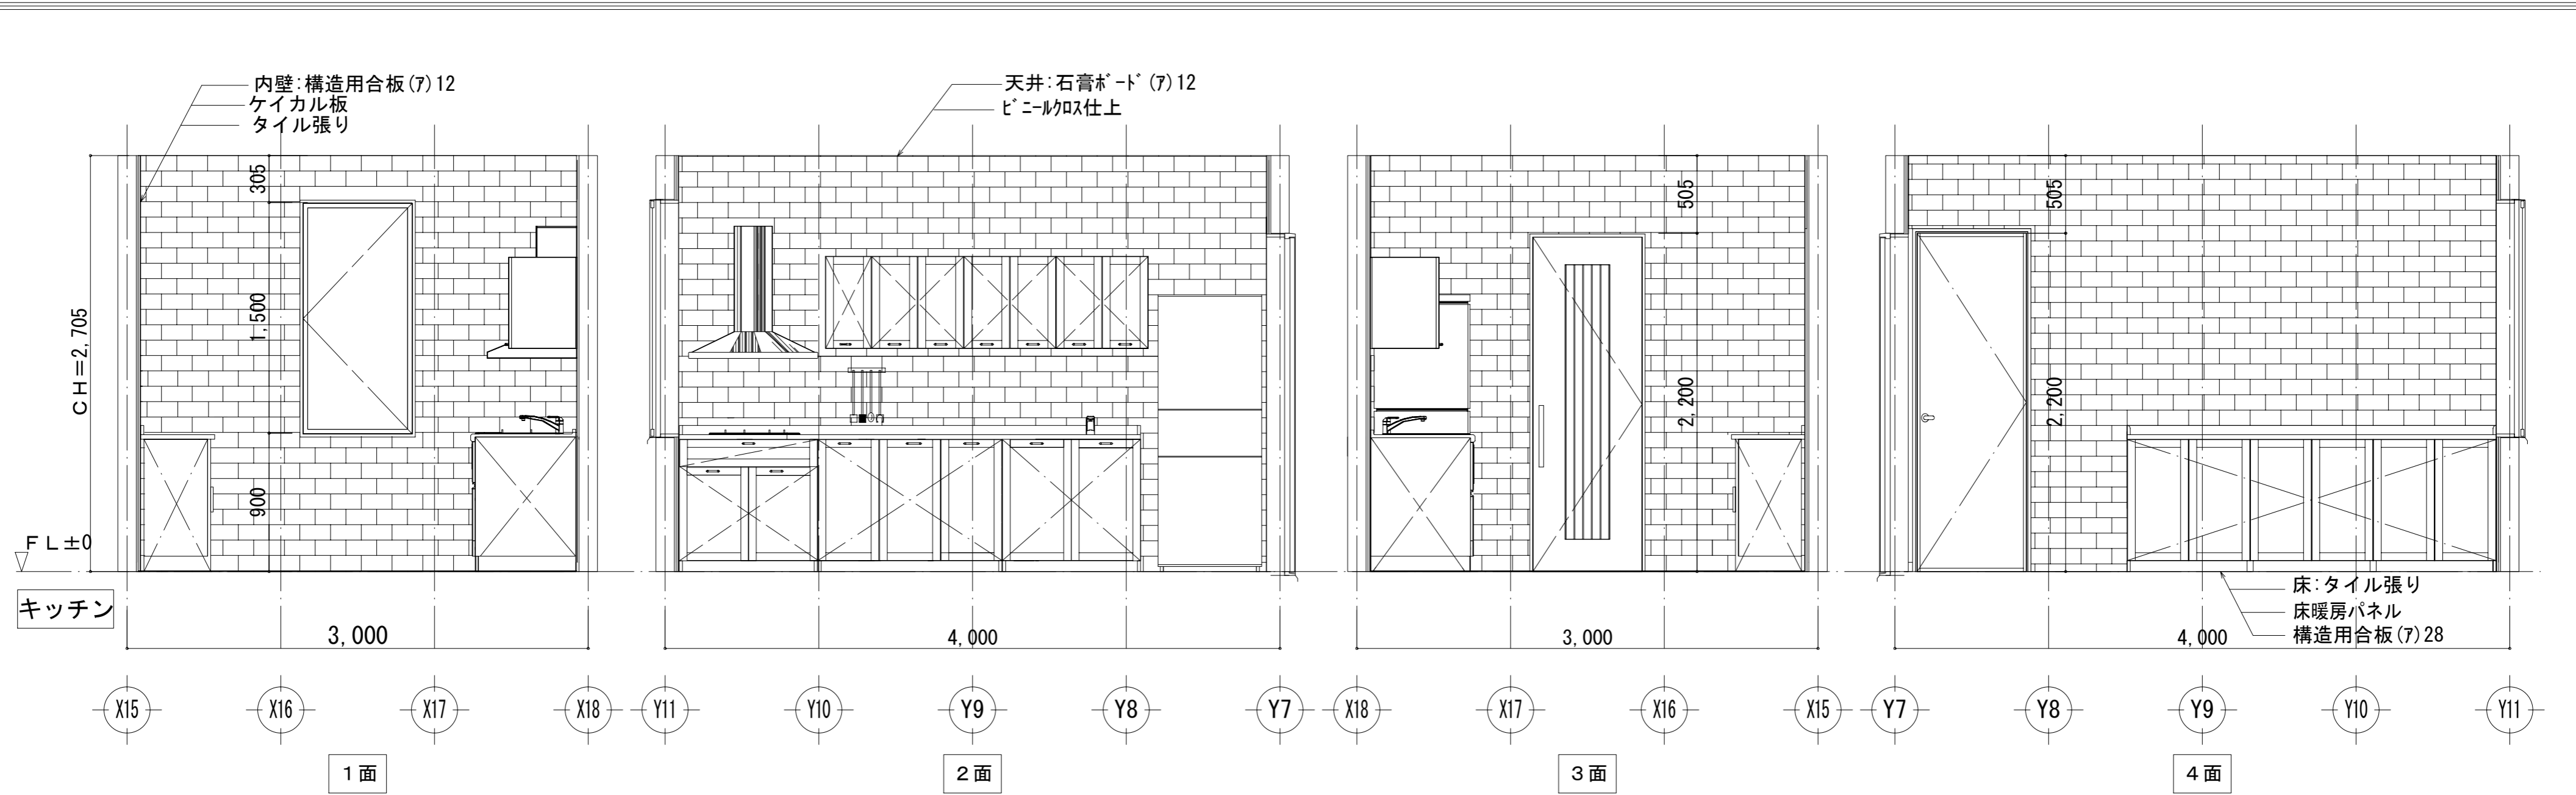 内壁:構造用合板(ｱ)12
ケイカル板
タイル張り
天井:石膏ﾎﾞｰﾄﾞ(ｱ)12
ﾋﾞﾆｰﾙｸﾛｽ仕上
305
1,500
900
CH=2,705
FL±0
キッチン
505
2,200
505
2,200
床:タイル張り
床暖房パネル
構造用合板(ｱ)28
3,000
4,000
3,000
4,000
X15 X16 X17 X18 Y11 Y10 Y9 Y8 Y7 X18 X17 X16 X15 Y7 Y8 Y9 Y10 Y11
1面 2面 3面 4面